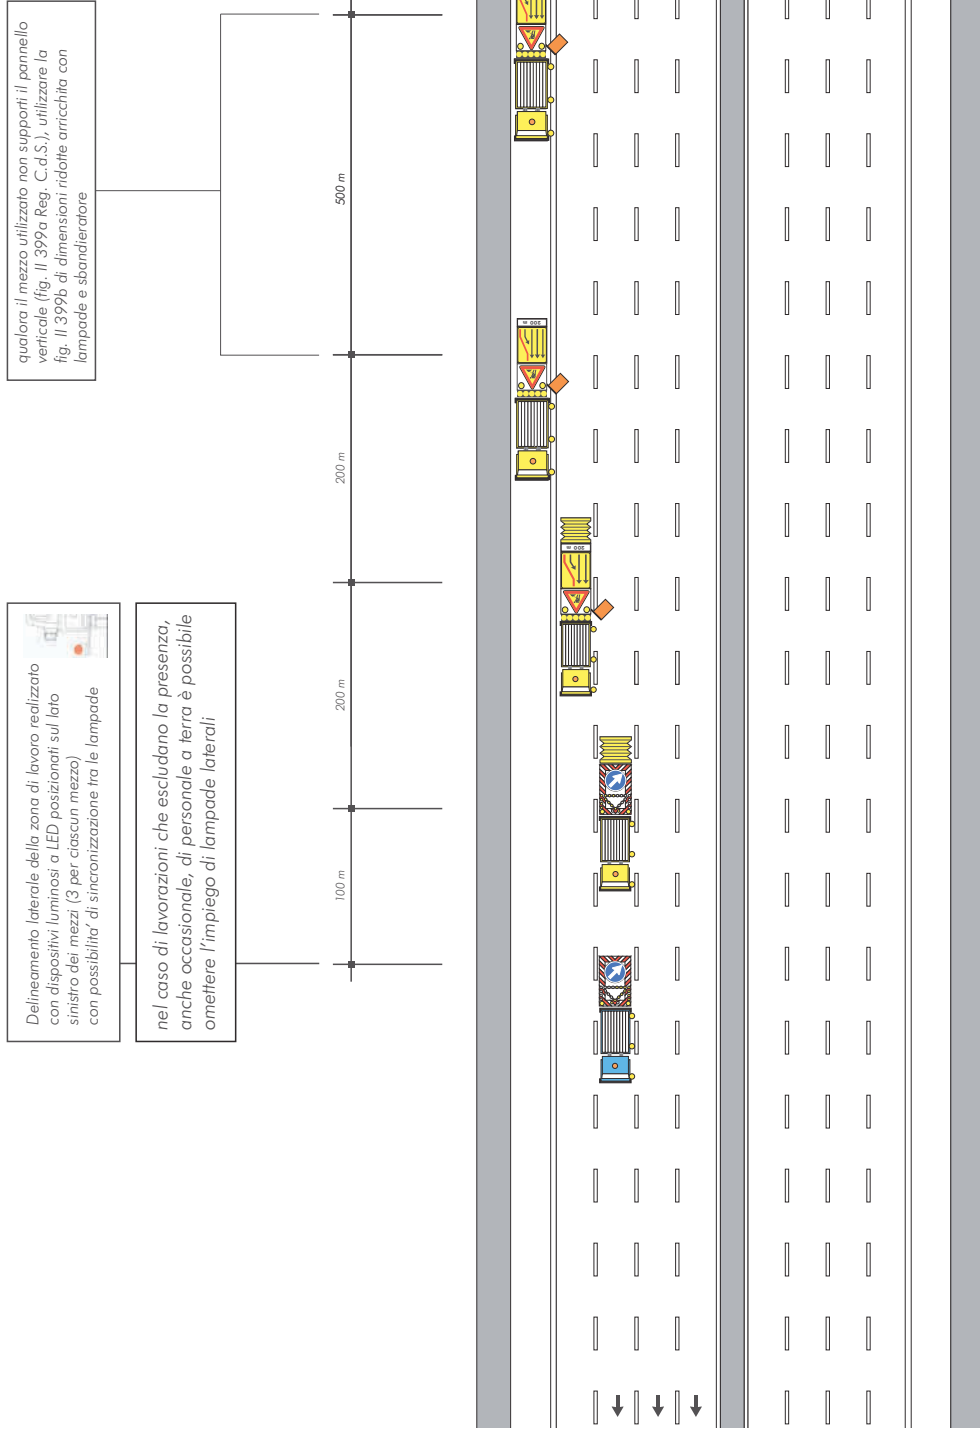 qualora il mezzo utilizzato non supporti il pannello
verticale (fig. II 399a Reg. C.d.S.), utilizzare la
fig. II 399b di dimensioni ridotte arricchita con
lampade e sbandieratore
500 m
200 m
200 m
100 m
Delineamento laterale della zona di lavoro realizzato
con dispositivi luminosi a LED posizionati sul lato
sinistro dei mezzi (3 per ciascun mezzo)
con possibilita' di sincronizzazione tra le lampade
nel caso di lavorazioni che escludano la presenza,
anche occasionale, di personale a terra è possibile
omettere l'impiego di lampade laterali
200 m
200 m